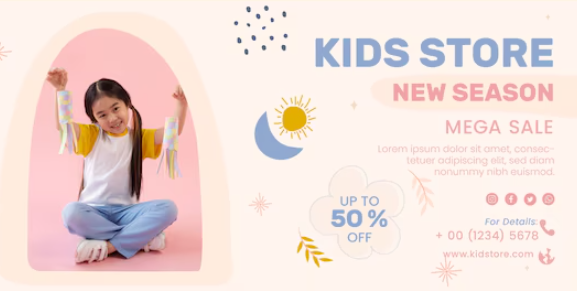 KIDS STORE
NEW SEASON
MEGA SALE
Lorem ipsum dolor sit amet, consec-
tetuer adipiscing elit, sed diam
nonummy nibh euismod.
UP TO
50%
OFF
For Details:
+ 00 (1234) 5678
www.kidstore.com